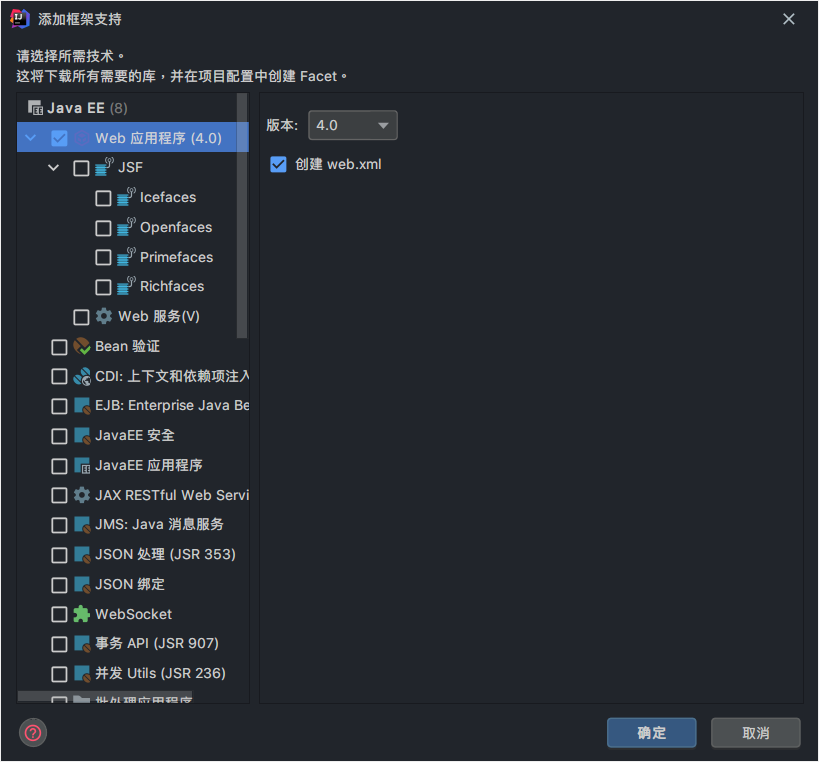 添加框架支持
请选择所需技术。
这将下载所有需要的库，并在项目配置中创建 Facet。
Java EE (8)
Web 应用程序 (4.0)
JSF
Icefaces
Openfaces
Primefaces
Richfaces
Web 服务(V)
Bean 验证
CDI: 上下文和依赖项注入
EJB: Enterprise Java Be
JavaEE 安全
JavaEE 应用程序
JAX RESTful Web Servi
JMS: Java 消息服务
JSON 处理 (JSR 353)
JSON 绑定
WebSocket
事务 API (JSR 907)
并发 Utils (JSR 236)
批处理应用程序
版本: 4.0
创建 web.xml
确定 取消